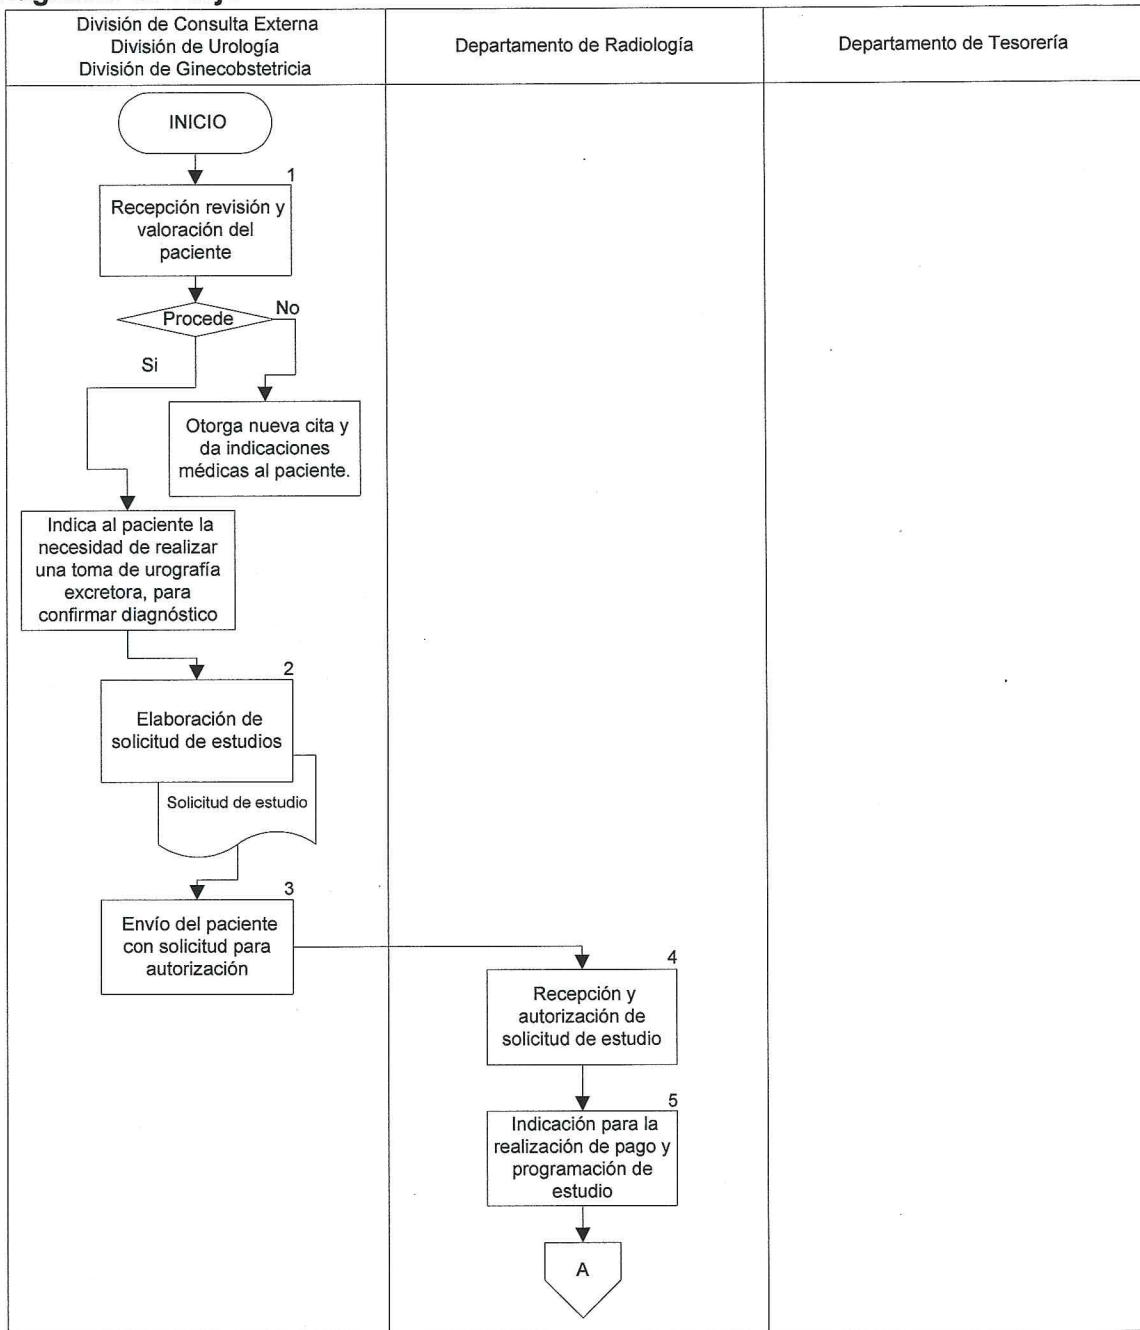 División de Consulta Externa
División de Urología
División de Ginecobstetricia
Departamento de Radiología
Departamento de Tesorería
INICIO
1
Recepción revisión y
valoración del
paciente
Procede
No
Si
Otorga nueva cita y
da indicaciones
médicas al paciente.
Indica al paciente la
necesidad de realizar
una toma de urografía
excretora, para
confirmar diagnóstico
2
Elaboración de
solicitud de estudios
Solicitud de estudio
3
Envío del paciente
con solicitud para
autorización
4
Recepción y
autorización de
solicitud de estudio
5
Indicación para la
realización de pago y
programación de
estudio
A